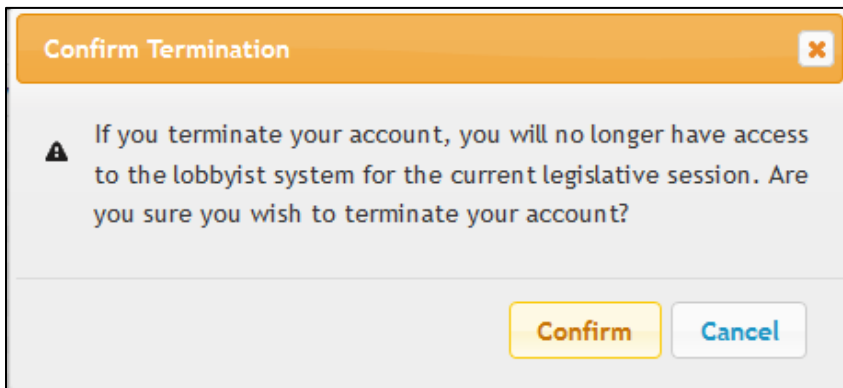 Confirm Termination
If you terminate your account, you will no longer have access
to the lobbyist system for the current legislative session. Are
you sure you wish to terminate your account?
Confirm Cancel